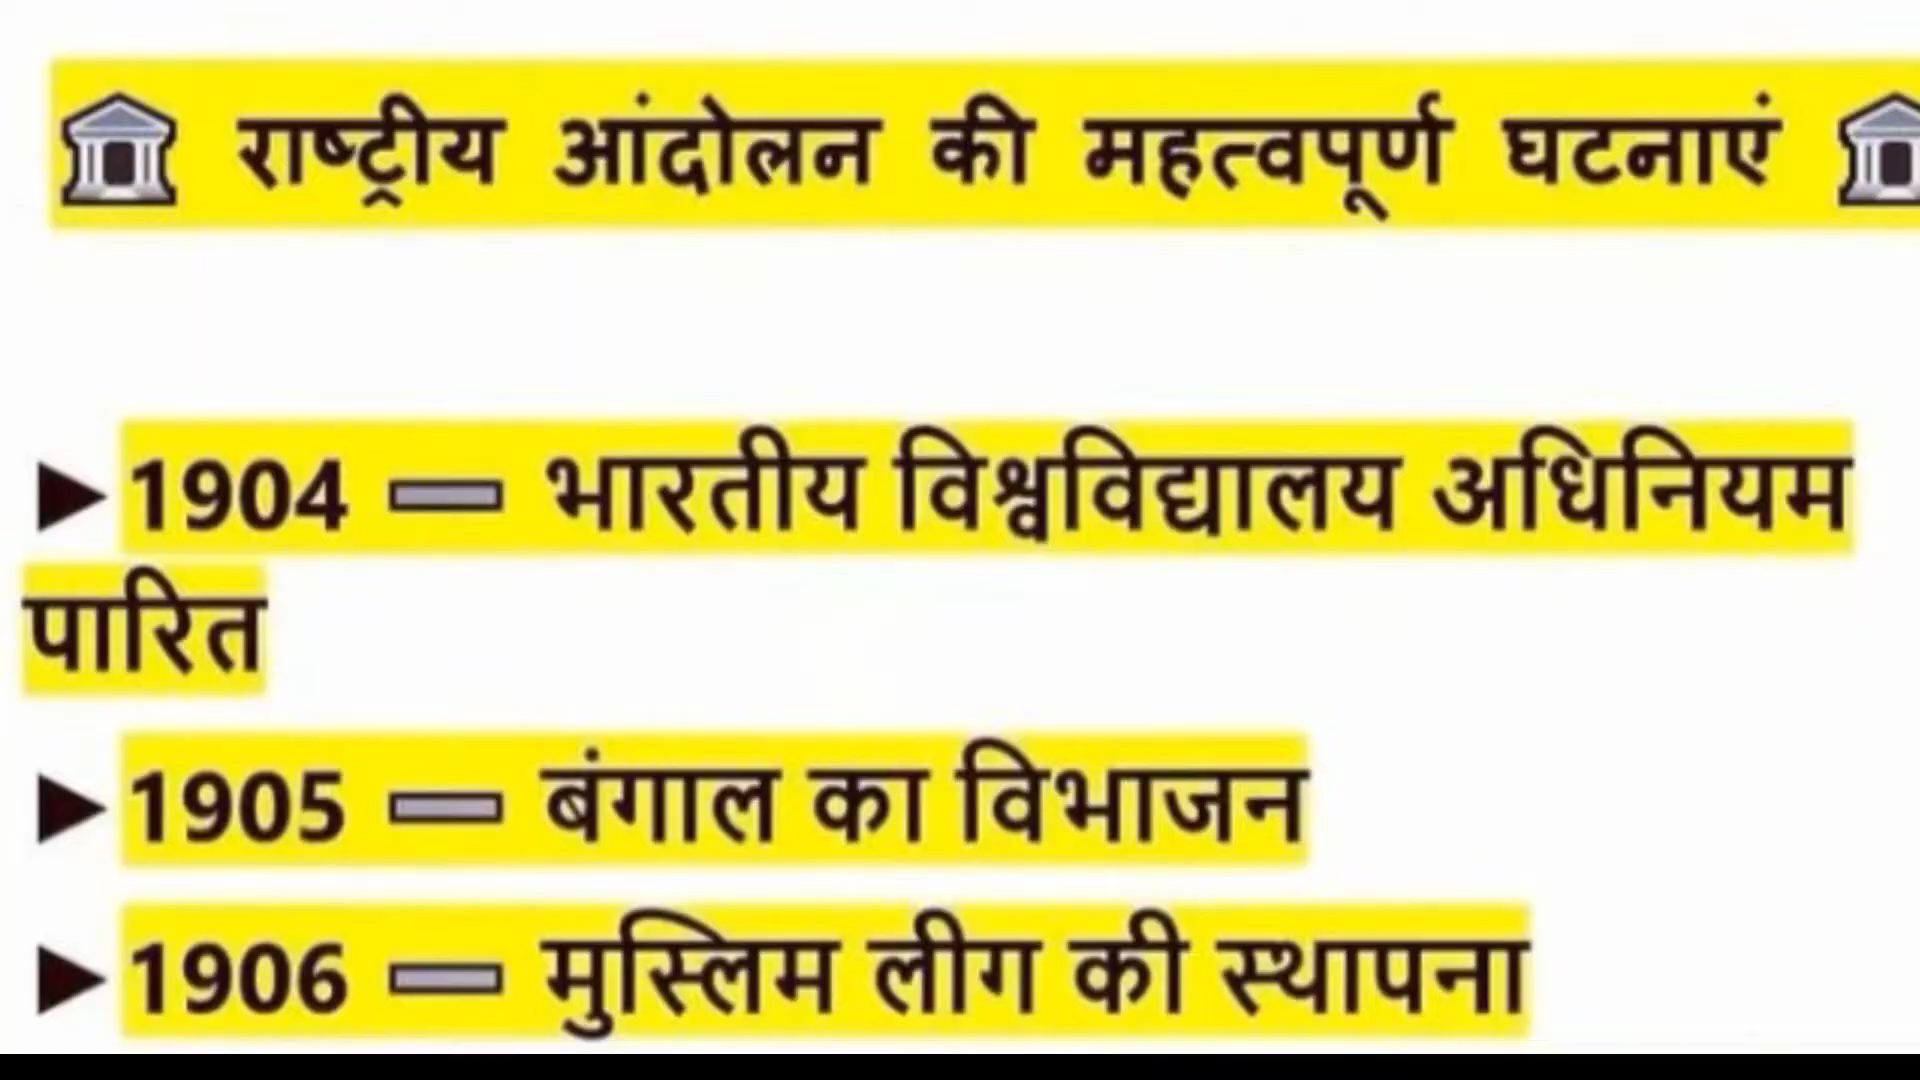 🏛 राष्ट्रीय आंदोलन की महत्वपूर्ण घटनाएं 🏛
►1904 ➖ भारतीय विश्वविद्यालय अधिनियम
पारित
►1905 ➖ बंगाल का विभाजन
►1906 ➖ मुस्लिम लीग की स्थापना